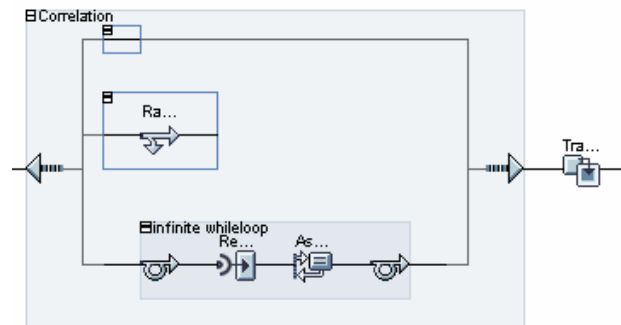 Correlation
Ra...
Tra...
infinite whileloop
Re...
As...